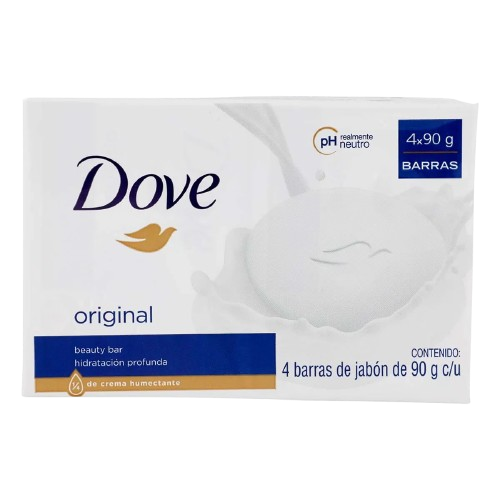 pH realmente
neutro
4x90 g
BARRAS
Dove
original
beauty bar
hidratación profunda
¼ de crema humectante
CONTENIDO:
4 barras de jabón de 90 g c/u